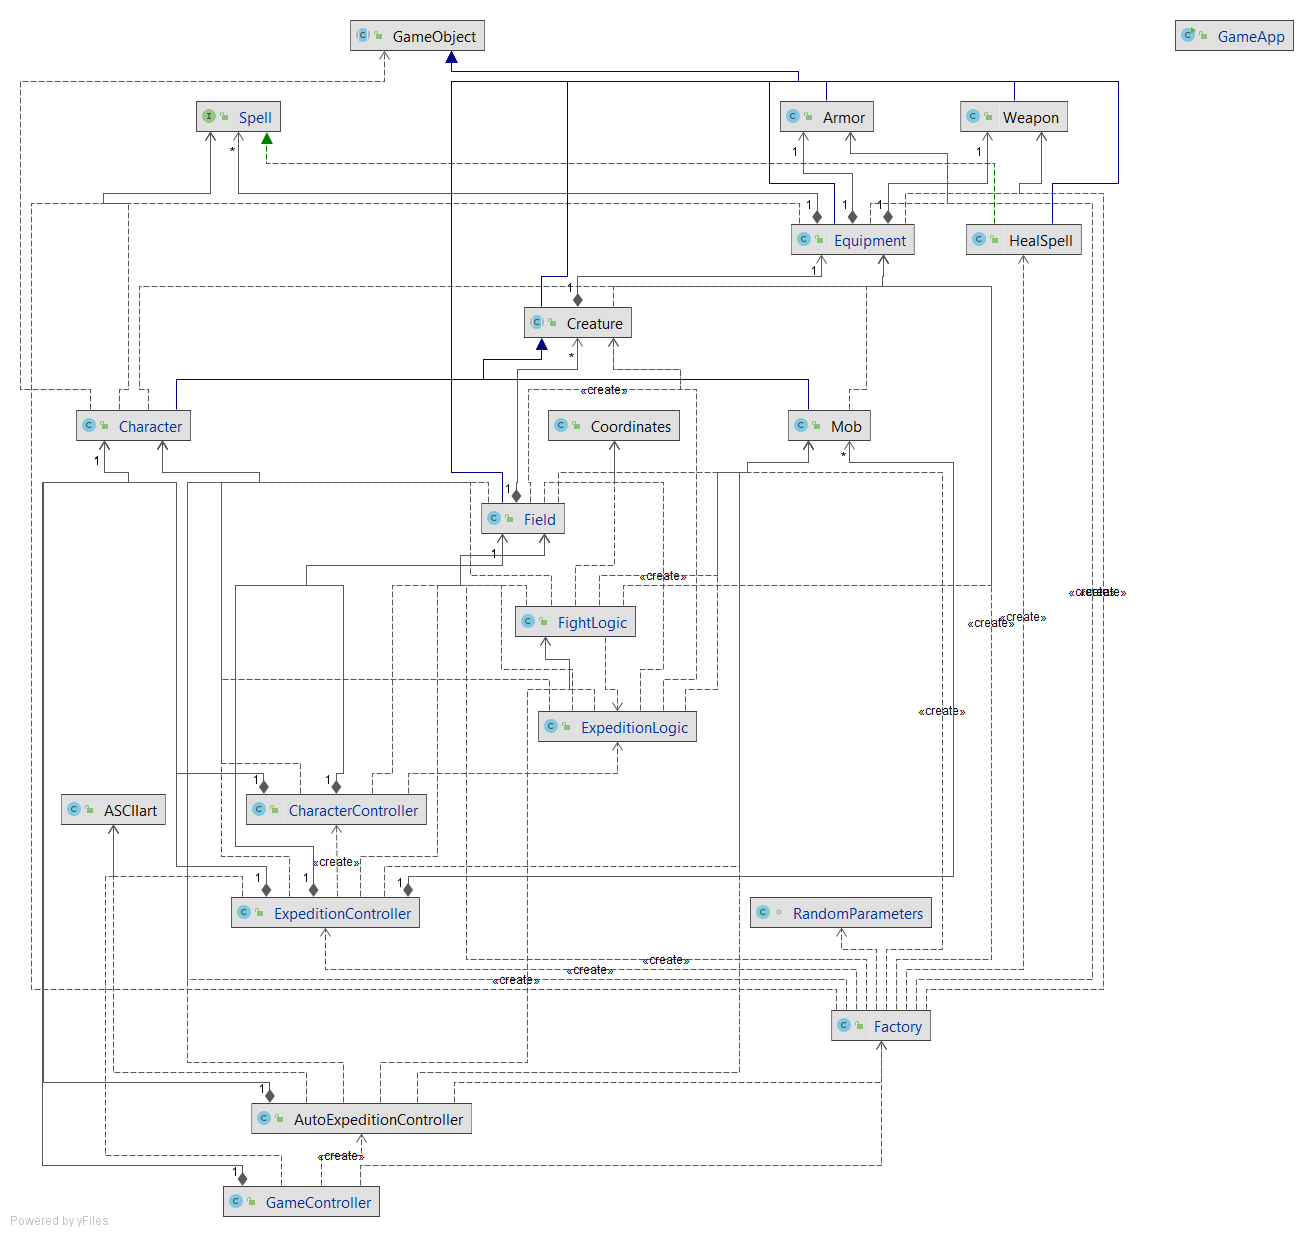 GameObject
GameApp
Spell
Armor
Weapon
*
1
1
1
1
1
Equipment
HealSpell
1
1
Creature
*
«create»
Character
Coordinates
Mob
1
*
1
Field
1
«create»
«create»
«create»
FightLogic
«create»
«create»
«create»
ExpeditionLogic
1
1
ASCIIart
CharacterController
«create»
1
1
1
ExpeditionController
RandomParameters
«create»
«create»
«create»
Factory
1
AutoExpeditionController
«create»
1
GameController
Powered by yFiles